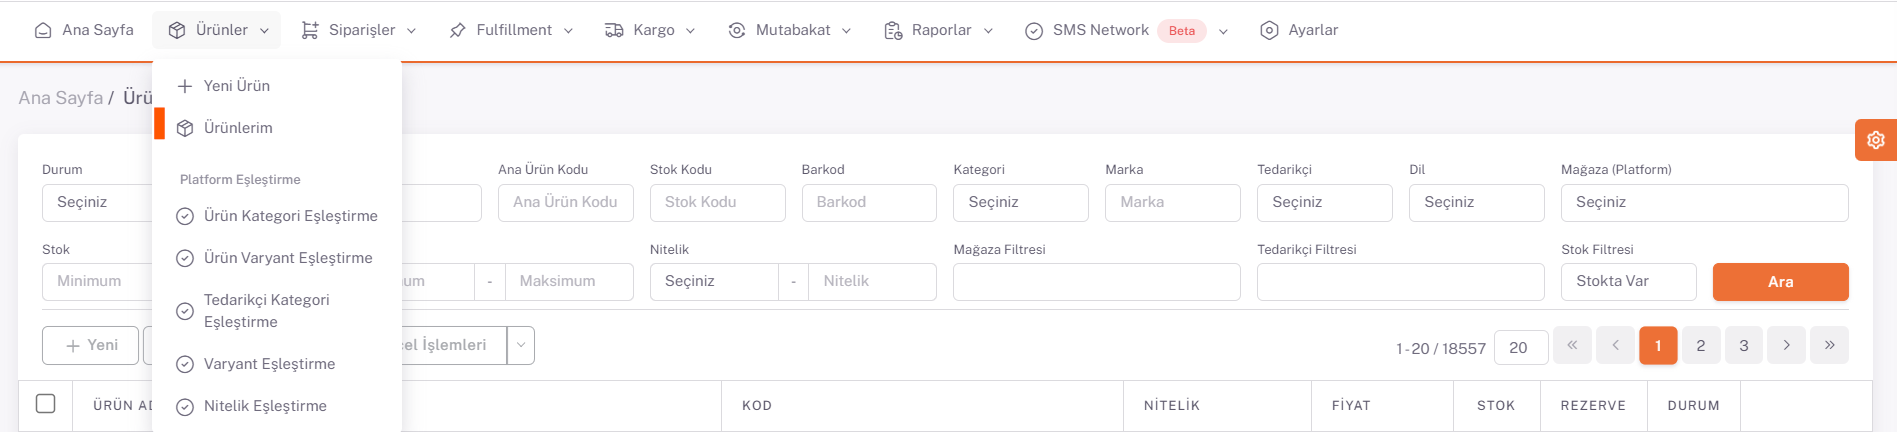 Ana Sayfa Ürünler Siparişler Fulfillment Kargo Mutabakat Raporlar SMS Network Beta Ayarlar
Yeni Ürün
Ana Sayfa /
Ürünlerim
Durum Ana Ürün Kodu Stok Kodu Barkod Kategori Marka Tedarikçi Dil Mağaza (Platform)
Platform Eşleştirme
Seçiniz Ana Ürün Kodu Stok Kodu Barkod Seçiniz Marka Seçiniz Seçiniz Seçiniz
Ürün Kategori Eşleştirme
Stok Nitelik Mağaza Filtresi Tedarikçi Filtresi Stok Filtresi
Ürün Varyant Eşleştirme
Minimum - Maksimum Seçiniz - Nitelik Stokta Var Ara
Tedarikçi Kategori
Eşleştirme
+ Yeni İşlemleri 1 - 20 / 18557 20 « < 1 2 3 > »
Varyant Eşleştirme
ÜRÜN KOD NİTELİK FİYAT STOK REZERVE DURUM
Nitelik Eşleştirme